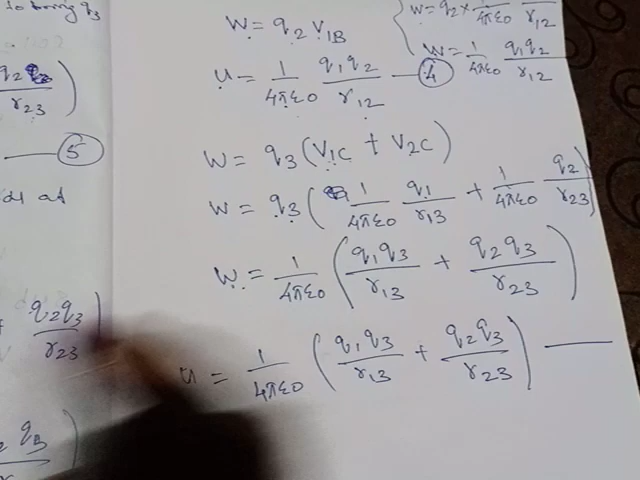 to bring q3
W = q2 V1B
W = q2 × 1/4πε0 /r12
W = 1/4πε0 q1q2/r12
q2 /r23)
U = 1/4πε0 q1q2/r12 — 4
5
W = q3 (V1C + V2C)
at
W = q3 ( 1/4πε0 q1/r13 + 1/4πε0 q2/r23)
W = 1/4πε0 (q1q3/r13 + q2q3/r23)
q2q3/r23)
U = 1/4πε0 (q1q3/r13 + q2q3/r23) —